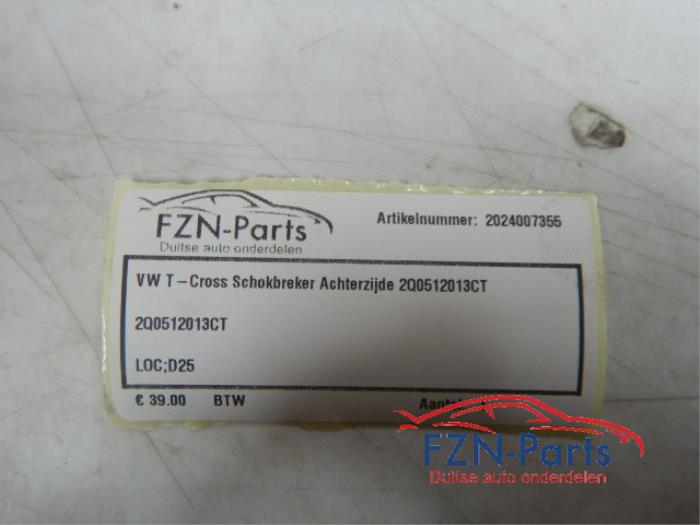 FZN-Parts
Duitse auto onderdelen
Artikelnummer: 2024007355
VW T-Cross Schokbreker Achterzijde 2Q0512013CT
2Q0512013CT
LOC;D25
€ 39.00 BTW
FZN-Parts
Duitse auto onderdelen